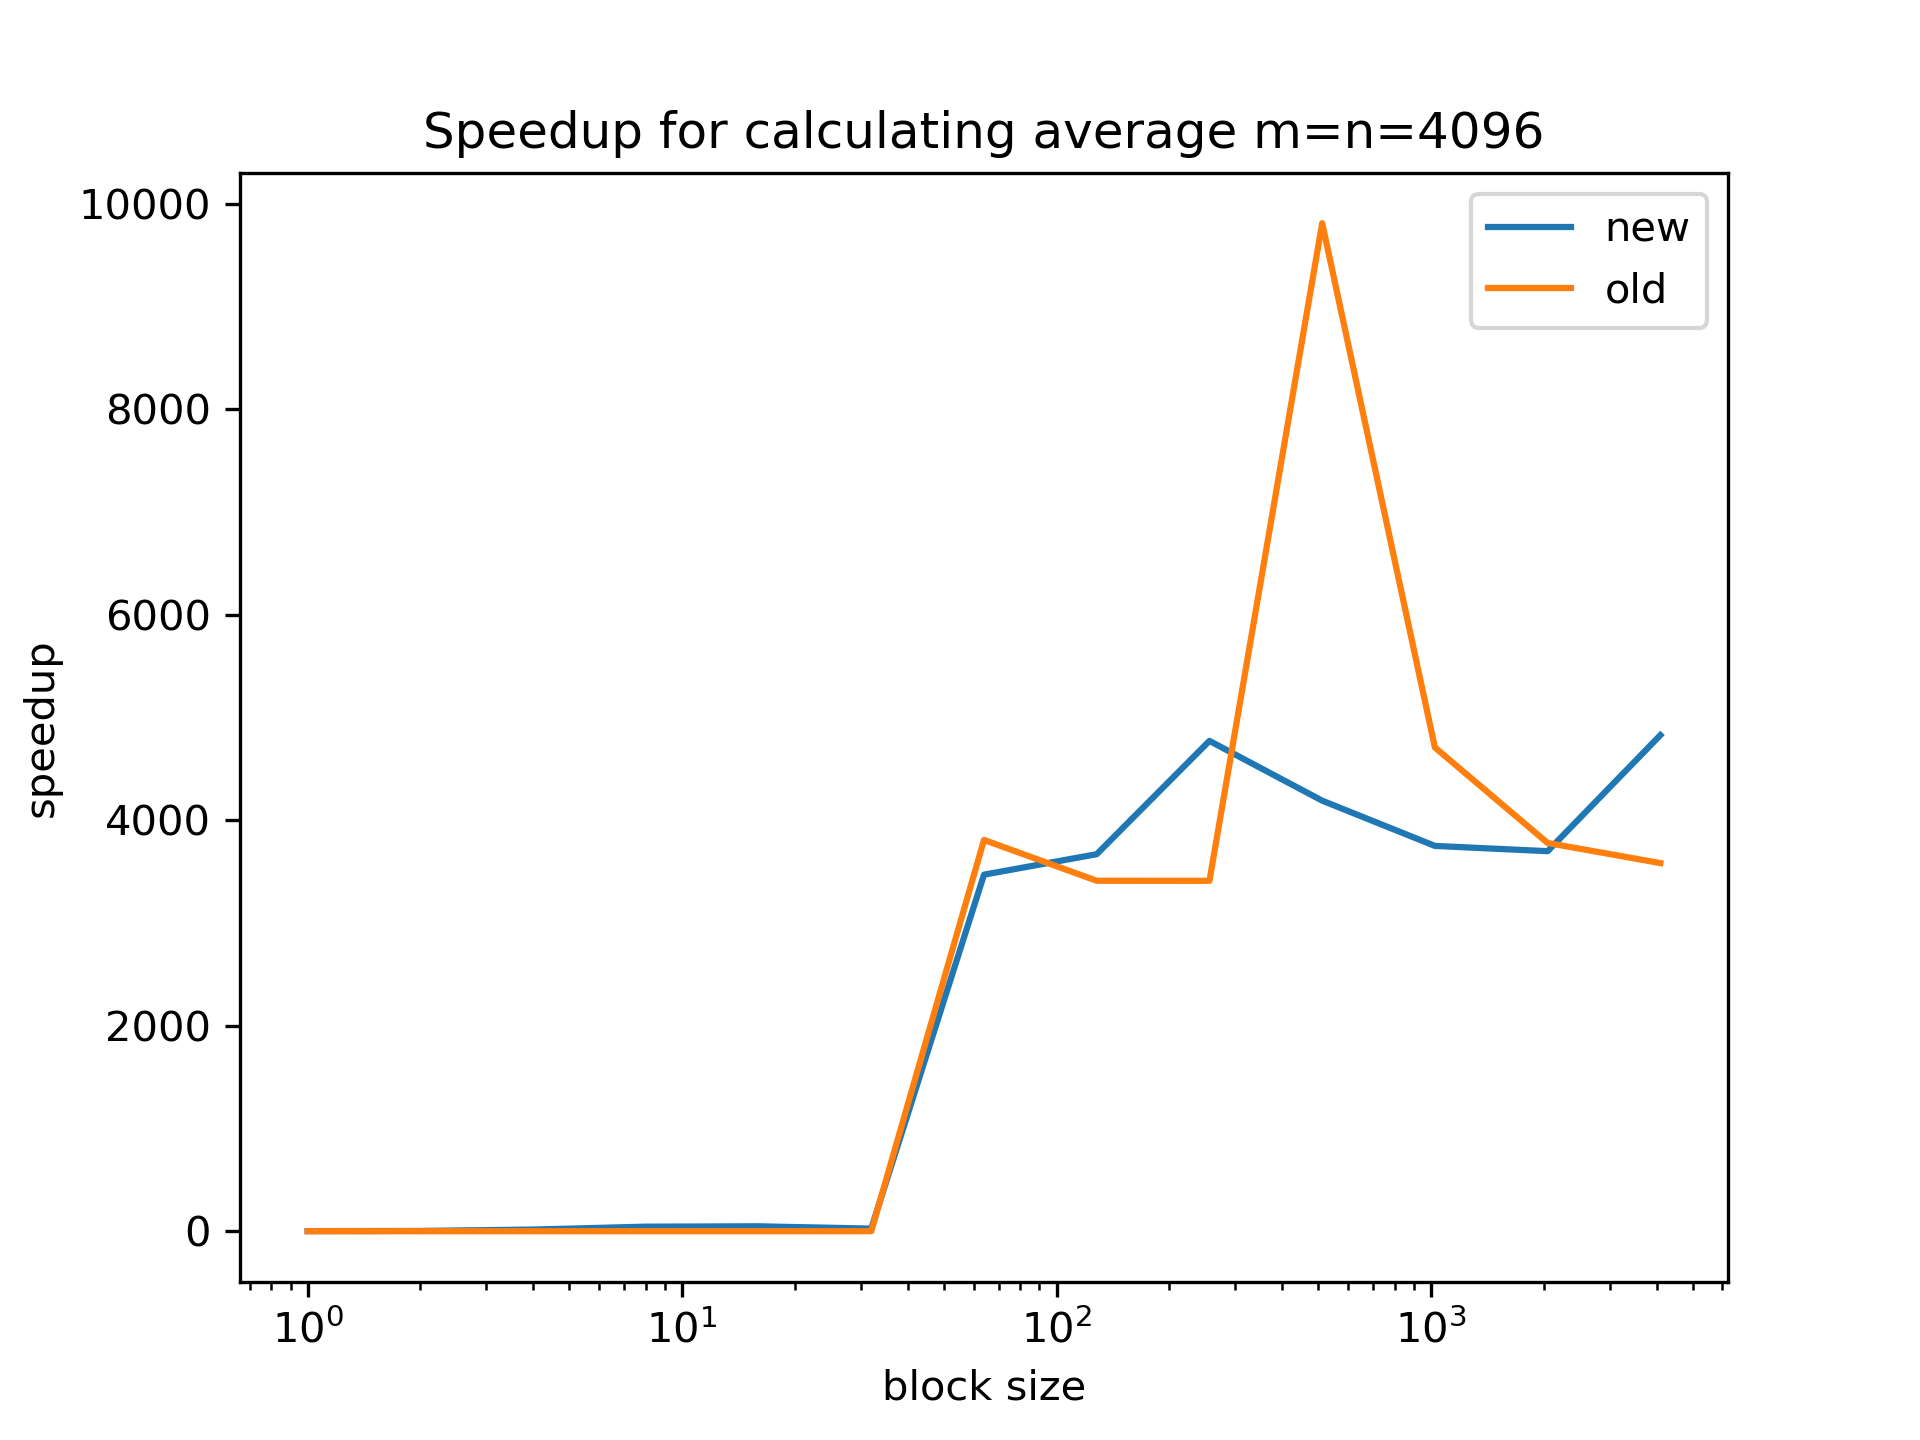 Speedup for calculating average m=n=4096
10000
8000
6000
4000
2000
0
speedup
new
old
10⁰ 10¹ 10² 10³
block size